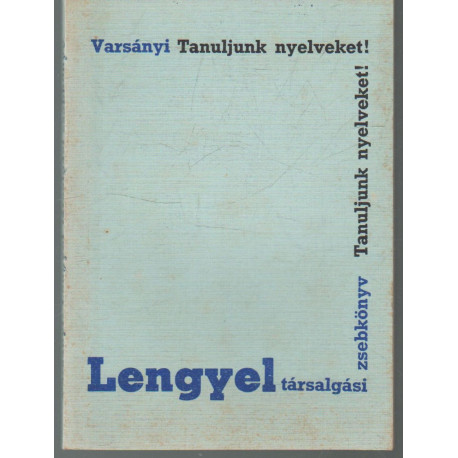 Varsányi Tanuljunk nyelveket!
Tanuljunk nyelveket!
zsebkönyv
Lengyel társalgási